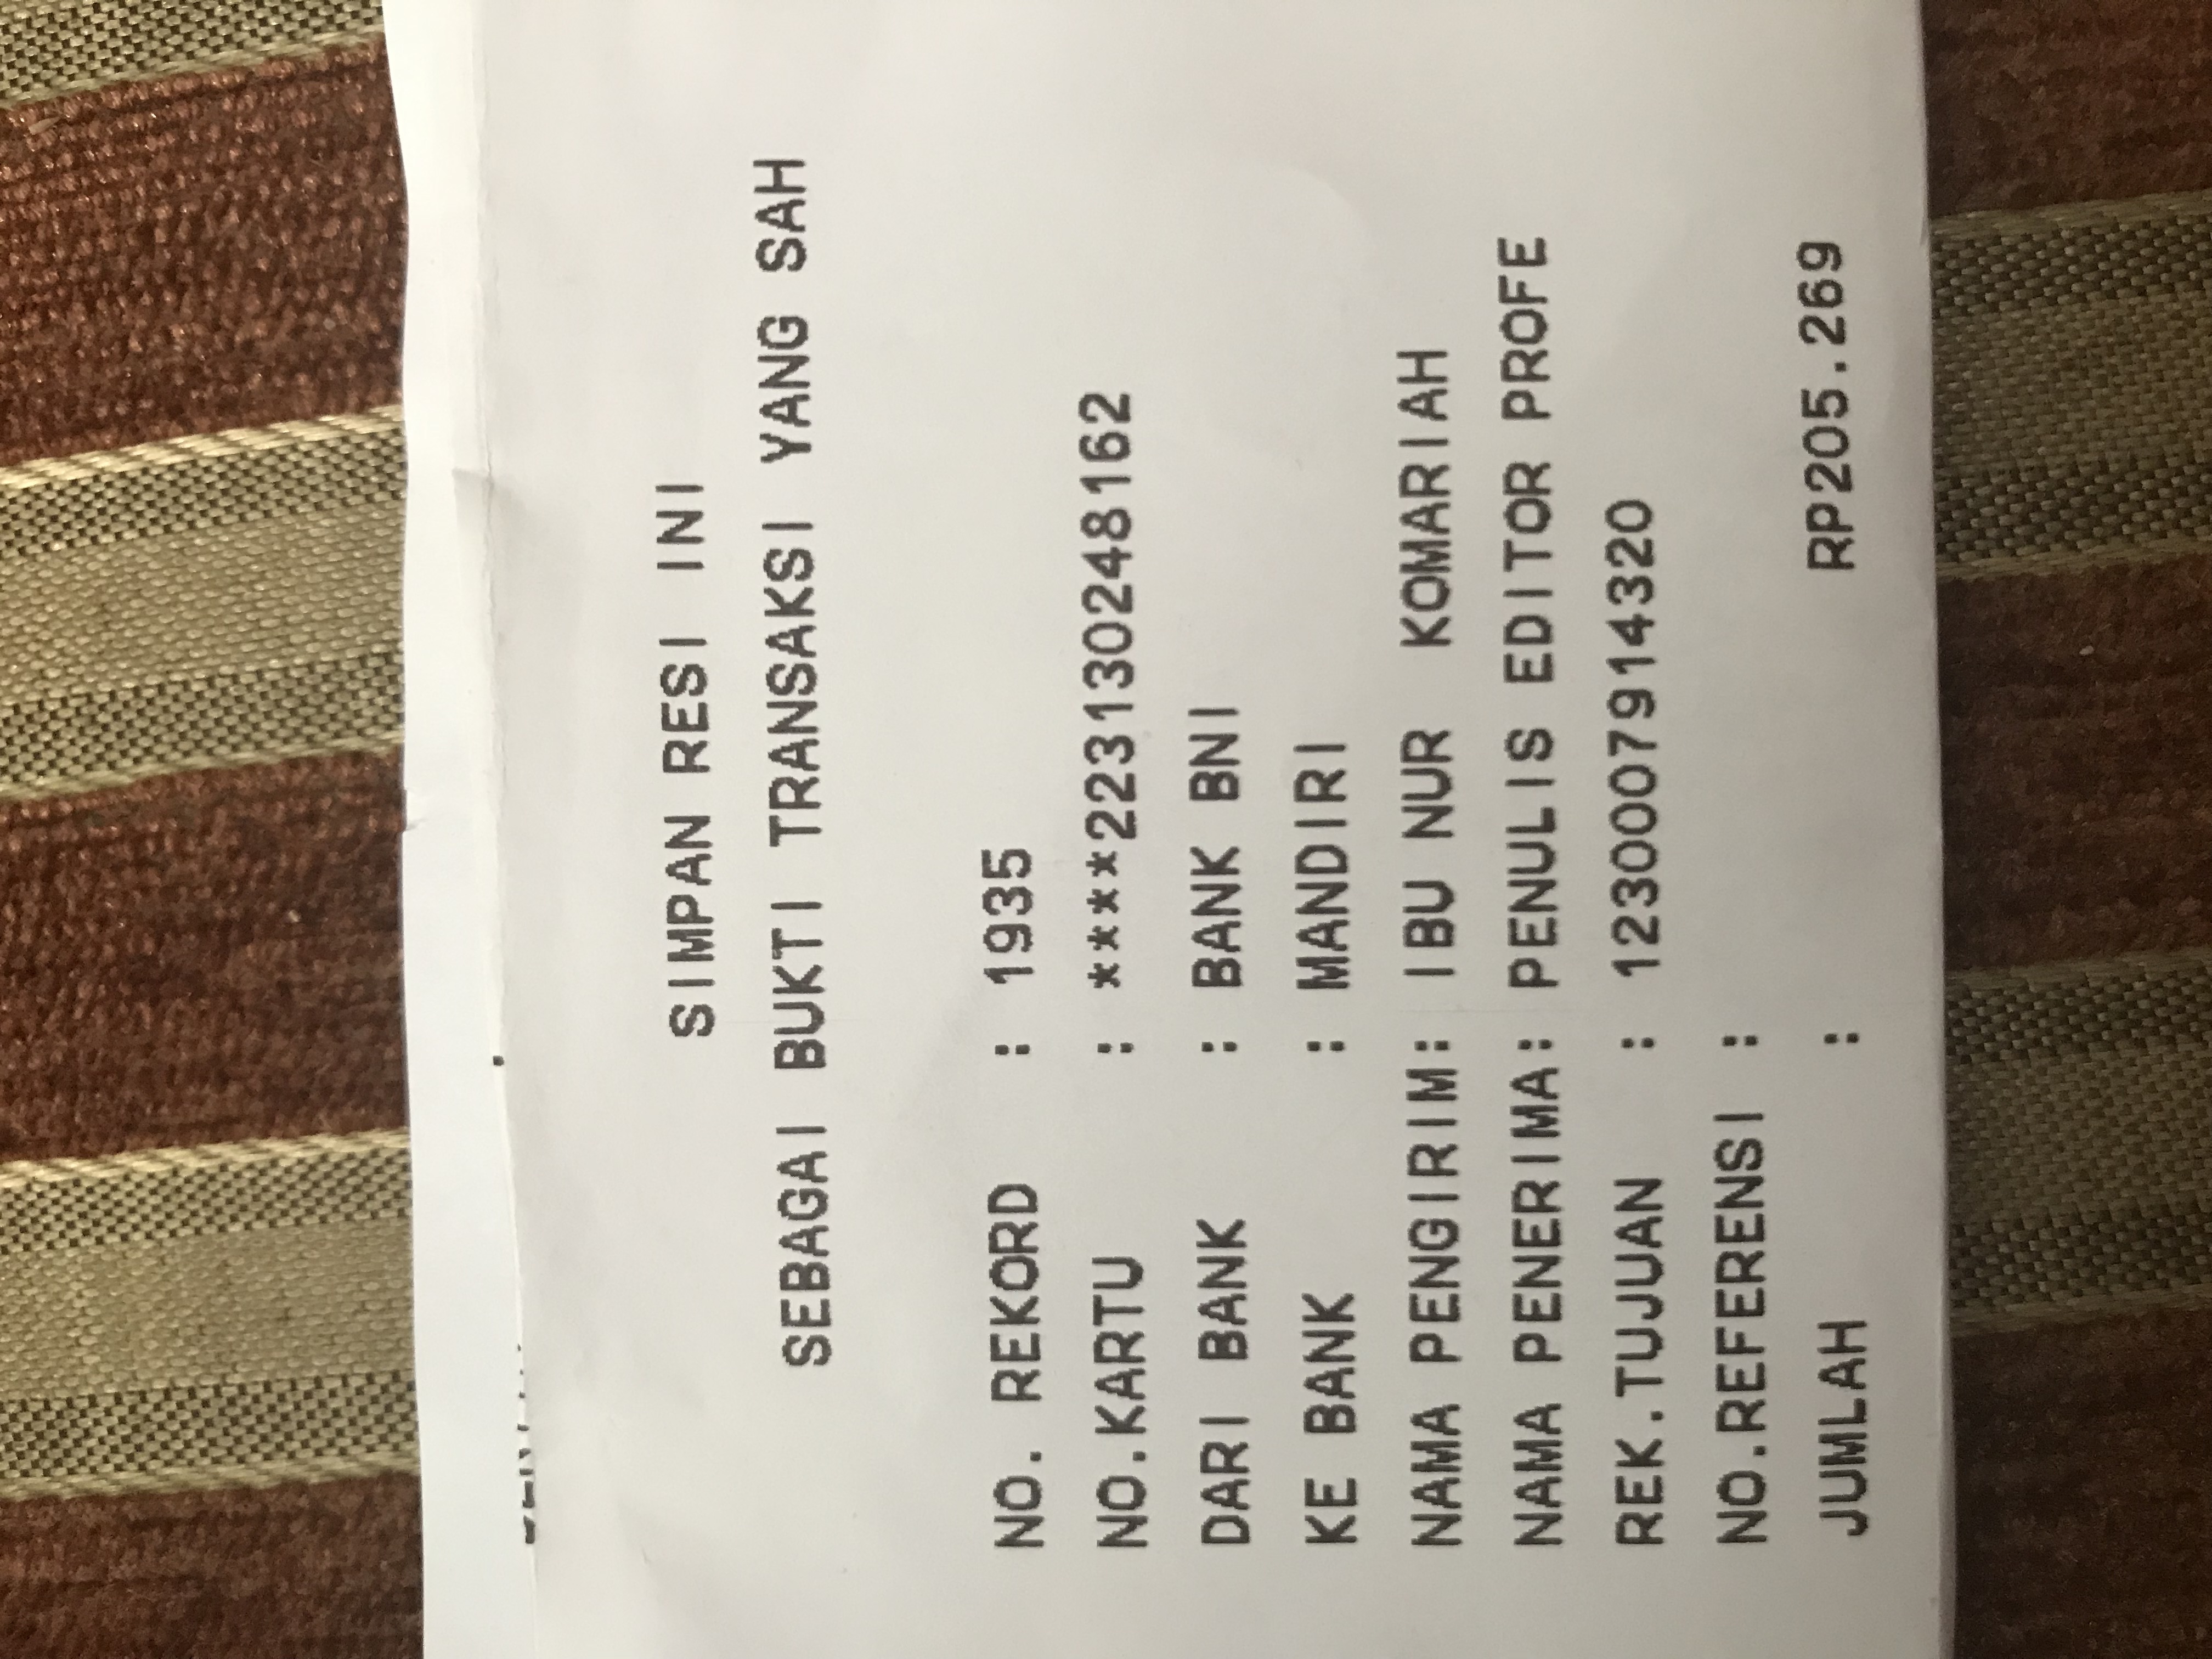 SIMPAN RESI INI
SEBAGAI BUKTI TRANSAKSI YANG SAH
NO. REKORD : 1935
NO.KARTU : ****223130248162
DARI BANK : BANK BNI
KE BANK : MANDIRI
NAMA PENGIRIM: IBU NUR KOMARIAH
NAMA PENERIMA: PENULIS EDITOR PROFE
REK.TUJUAN : 1230007914320
NO.REFERENSI :
JUMLAH : RP205.269